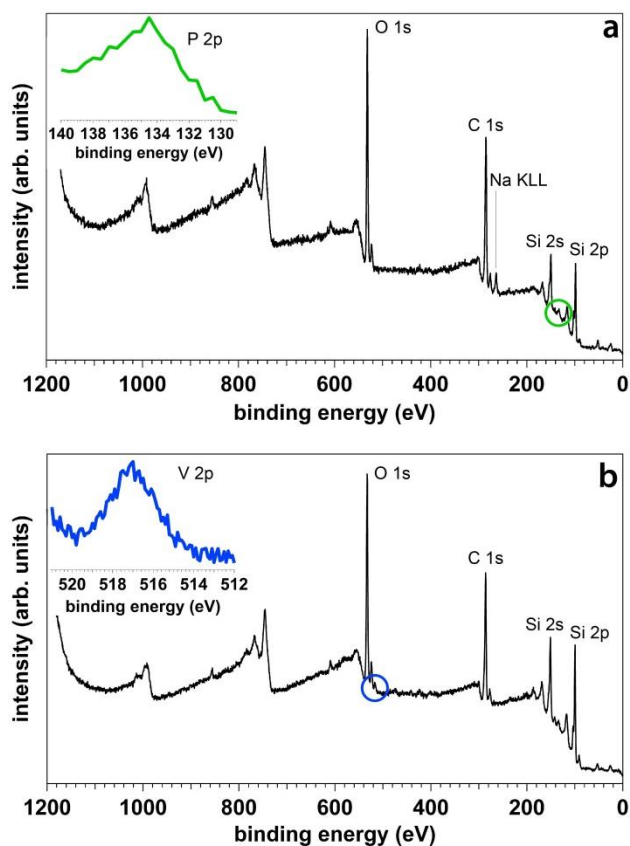 a
P 2p
140 138 136 134 132 130
binding energy (eV)
O 1s
C 1s
Na KLL
Si 2s
Si 2p
intensity (arb. units)
1200 1000 800 600 400 200 0
binding energy (eV)
b
V 2p
520 518 516 514 512
binding energy (eV)
O 1s
C 1s
Si 2s
Si 2p
intensity (arb. units)
1200 1000 800 600 400 200 0
binding energy (eV)